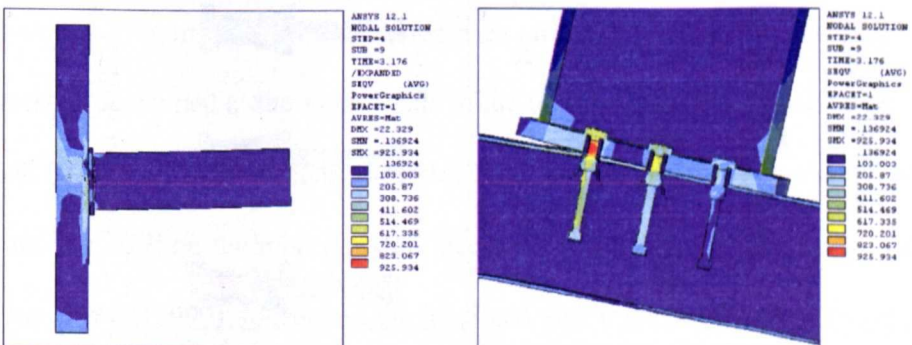 ANSYS 12.1
NODAL SOLUTION
STEP=4
SUB =9
TIME=3.176
/EXPANDED
SEQV (AVG)
PowerGraphics
EFACET=1
AVRES=Mat
DMX =22.329
SMN =.136924
SMX =925.934
.136924
103.003
205.87
308.736
411.602
514.469
617.335
720.201
823.067
925.934
ANSYS 12.1
NODAL SOLUTION
STEP=4
SUB =9
TIME=3.176
SEQV (AVG)
PowerGraphics
EFACET=1
AVRES=Mat
DMX =22.329
SMN =.136924
SMX =925.934
.136924
103.003
205.87
308.736
411.602
514.469
617.335
720.201
823.067
925.934